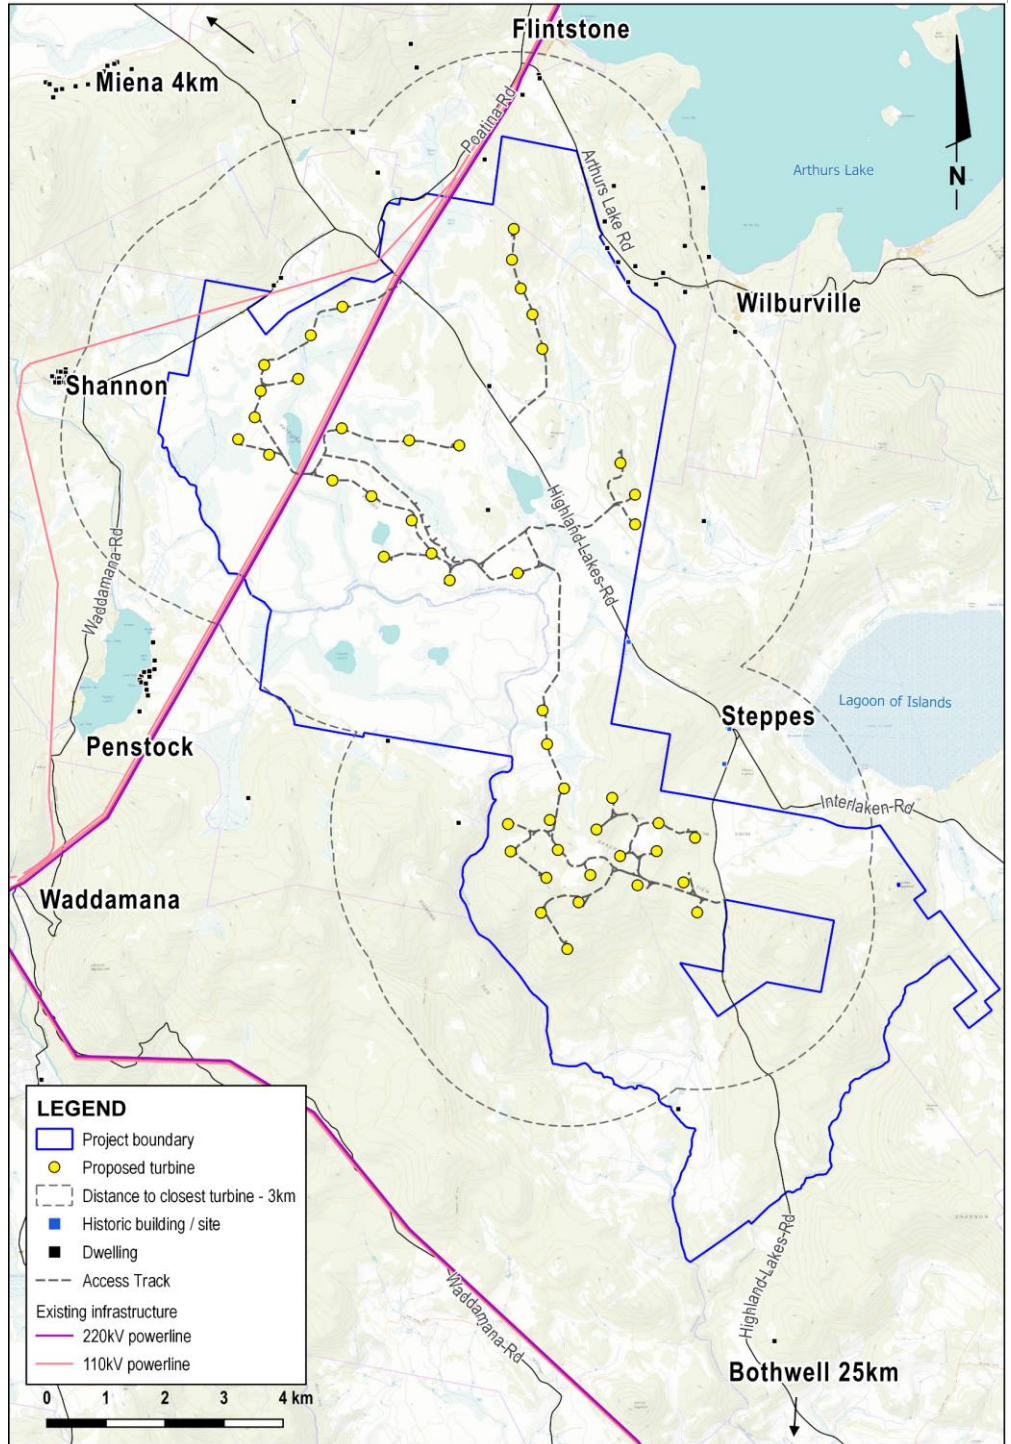 Flintstone
Miena 4km
Poatina Rd
Arthurs Lake Rd
Arthurs Lake
N
Wilburville
Shannon
Highland-Lakes-Rd
Waddamana-Rd
Lagoon of Islands
Steppes
Penstock
Interlaken-Rd
Waddamana
LEGEND
Project boundary
Proposed turbine
Distance to closest turbine - 3km
Historic building / site
Dwelling
Access Track
Existing infrastructure
220kV powerline
110kV powerline
0 1 2 3 4 km
Waddamana-Rd
Highland-Lakes-Rd
Bothwell 25km